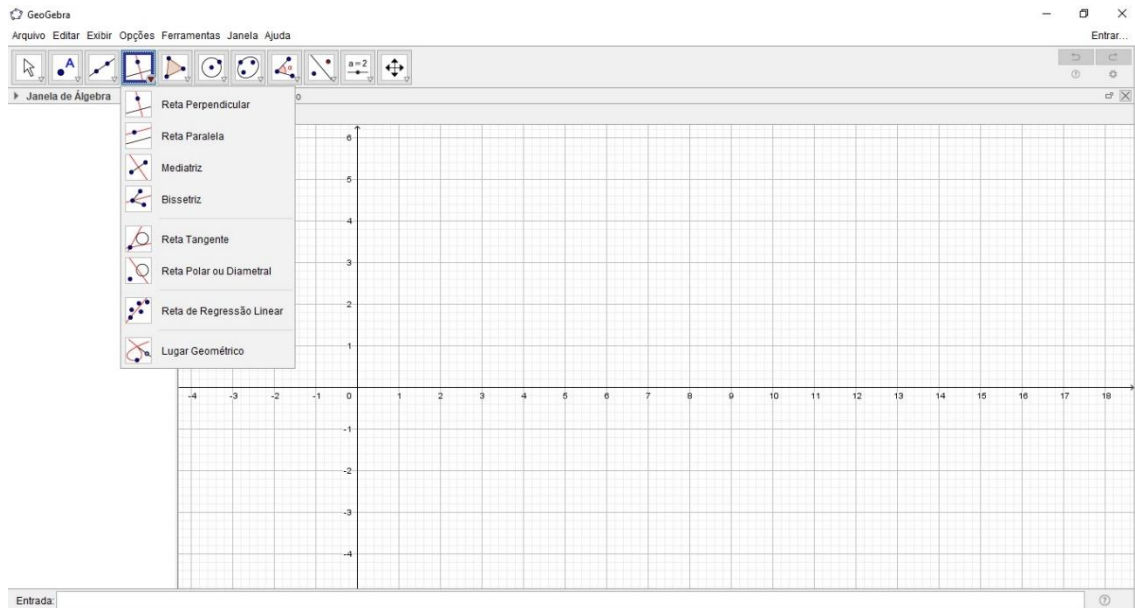 GeoGebra
Arquivo Editar Exibir Opções Ferramentas Janela Ajuda
Entrar...
A
α
a=2
Janela de Álgebra
o
Reta Perpendicular
Reta Paralela
Mediatriz
Bissetriz
Reta Tangente
Reta Polar ou Diametral
Reta de Regressão Linear
Lugar Geométrico
6
5
4
3
2
1
-4 -3 -2 -1 0 1 2 3 4 5 6 7 8 9 10 11 12 13 14 15 16 17 18
-1
-2
-3
-4
Entrada: